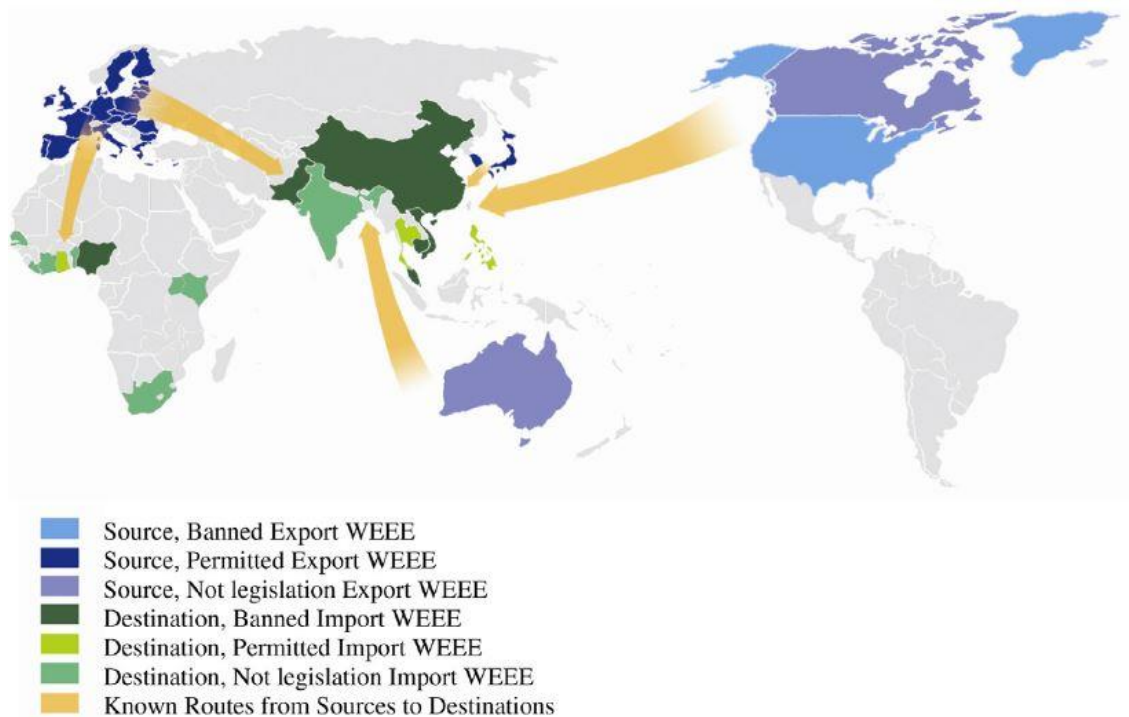 Source, Banned Export WEEE
Source, Permitted Export WEEE
Source, Not legislation Export WEEE
Destination, Banned Import WEEE
Destination, Permitted Import WEEE
Destination, Not legislation Import WEEE
Known Routes from Sources to Destinations